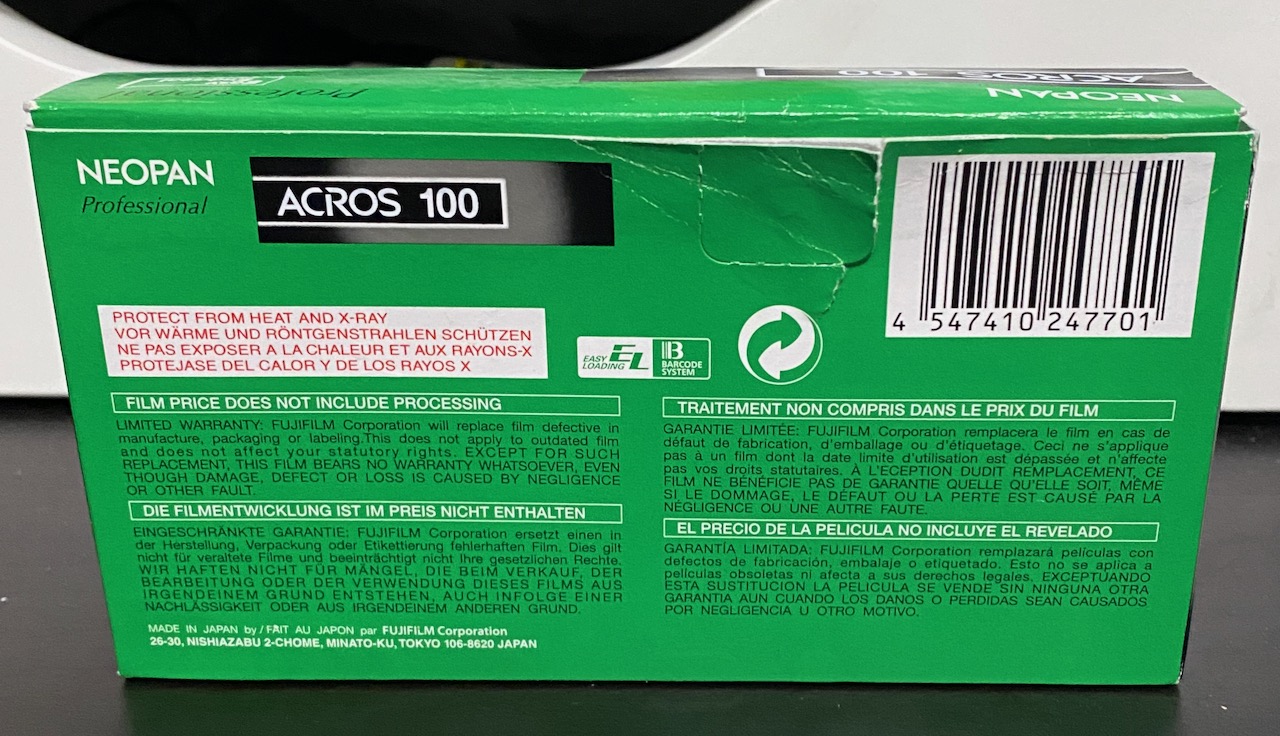 Professional
ACROS 100
NEOPAN
NEOPAN
Professional
ACROS 100
4 547410 247701
PROTECT FROM HEAT AND X-RAY
VOR WÄRME UND RÖNTGENSTRAHLEN SCHÜTZEN
NE PAS EXPOSER A LA CHALEUR ET AUX RAYONS-X
PROTEJASE DEL CALOR Y DE LOS RAYOS X
EASY LOADING EL
B BARCODE SYSTEM
FILM PRICE DOES NOT INCLUDE PROCESSING
LIMITED WARRANTY: FUJIFILM Corporation will replace film defective in
manufacture, packaging or labeling.This does not apply to outdated film
and does not affect your statutory rights. EXCEPT FOR SUCH
REPLACEMENT, THIS FILM BEARS NO WARRANTY WHATSOEVER, EVEN
THOUGH DAMAGE, DEFECT OR LOSS IS CAUSED BY NEGLIGENCE
OR OTHER FAULT.
DIE FILMENTWICKLUNG IST IM PREIS NICHT ENTHALTEN
EINGESCHRÄNKTE GARANTIE: FUJIFILM Corporation ersetzt einen in
der Herstellung, Verpackung oder Etikettierung fehlerhaften Film. Dies gilt
nicht für veraltete Filme und beeinträchtigt nicht Ihre gesetzlichen Rechte.
WIR HAFTEN NICHT FÜR MÄNGEL, DIE BEIM VERKAUF, DER
BEARBEITUNG ODER DER VERWENDUNG DIESES FILMS AUS
IRGENDEINEM GRUND ENTSTEHEN, AUCH INFOLGE EINER
NACHLÄSSIGKEIT ODER AUS IRGENDEINEM ANDEREN GRUND.
TRAITEMENT NON COMPRIS DANS LE PRIX DU FILM
GARANTIE LIMITÉE: FUJIFILM Corporation remplacera le film en cas de
défaut de fabrication, d'emballage ou d'étiquetage. Ceci ne s'applique
pas à un film dont la date limite d'utilisation est dépassée et n'affecte
pas vos droits statutaires. À L'ECEPTION DUDIT REMPLACEMENT, CE
FILM NE BÉNÉFICIE PAS DE GARANTIE QUELLE QU'ELLE SOIT, MÊME
SI LE DOMMAGE, LE DÉFAUT OU LA PERTE EST CAUSÉ PAR LA
NÉGLIGENCE OU UNE AUTRE FAUTE.
EL PRECIO DE LA PELICULA NO INCLUYE EL REVELADO
GARANTÍA LIMITADA: FUJIFILM Corporation remplazará películas con
defectos de fabricación, embalaje o etiquetado. Esto no se aplica a
películas obsoletas ni afecta a sus derechos legales. EXCEPTUANDO
ESTA SUSTITUCION LA PELICULA SE VENDE SIN NINGUNA OTRA
GARANTIA AUN CUANDO LOS DANOS O PERDIDAS SEAN CAUSADOS
POR NEGLIGENCIA U OTRO MOTIVO.
MADE IN JAPAN by / FAIT AU JAPON par FUJIFILM Corporation
26-30, NISHIAZABU 2-CHOME, MINATO-KU, TOKYO 106-8620 JAPAN